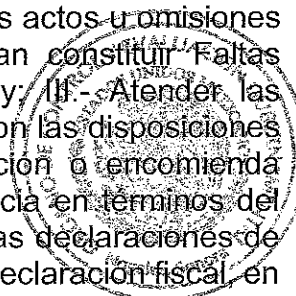 s actos u omisiones
an constituir Faltas
y; III.- Atender las
on las disposiciones
ción o encomienda
cia en términos del
as declaraciones de
eclaración fiscal, en